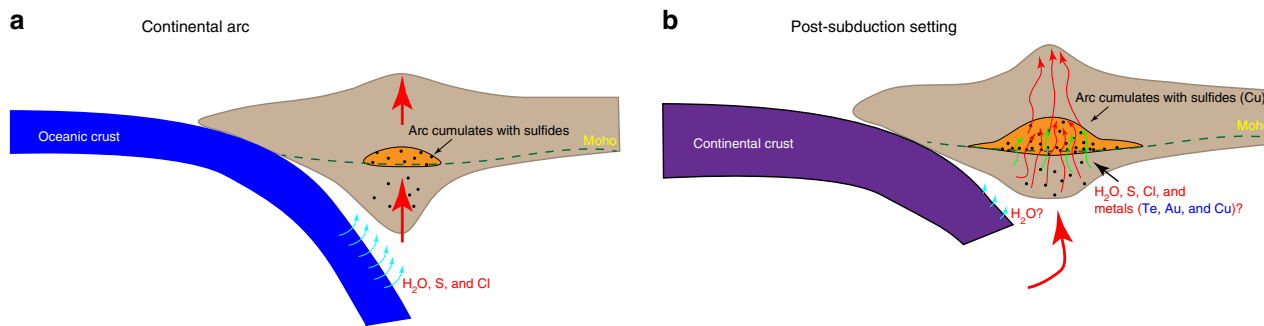 a
Continental arc
Oceanic crust
Arc cumulates with sulfides
Moho
H₂O, S, and Cl
b
Post-subduction setting
Continental crust
Arc cumulates with sulfides (Cu)
Moho
H₂O?
H₂O, S, Cl, and
metals (Te, Au, and Cu)?